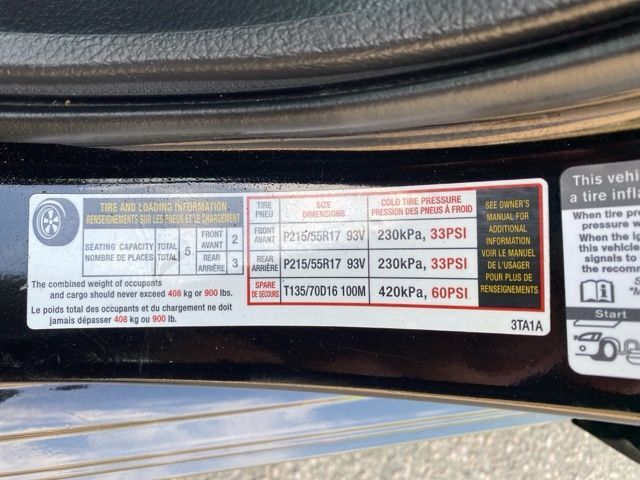 TIRE AND LOADING INFORMATION
RENSEIGNEMENTS SUR LES PNEUS ET LE CHARGEMENT
SEATING CAPACITY
NOMBRE DE PLACES
TOTAL
TOTAL
5
FRONT
AVANT
2
REAR
ARRIÈRE
3
The combined weight of occupants
and cargo should never exceed 408 kg or 900 lbs.
Le poids total des occupants et du chargement ne doit
jamais dépasser 408 kg ou 900 lb.
TIRE
PNEU
SIZE
DIMENSIONS
COLD TIRE PRESSURE
PRESSION DES PNEUS À FROID
FRONT
AVANT
P215/55R17 93V
230kPa, 33PSI
REAR
ARRIÈRE
P215/55R17 93V
230kPa, 33PSI
SPARE
DE SECOURS
T135/70D16 100M
420kPa, 60PSI
SEE OWNER'S
MANUAL FOR
ADDITIONAL
INFORMATION
VOIR LE MANUEL
DE L'USAGER
POUR PLUS DE
RENSEIGNEMENTS
3TA1A
This vehi
a tire infl
When tire p
pressure w
When the
this vehicle
signals to
the recom
Start